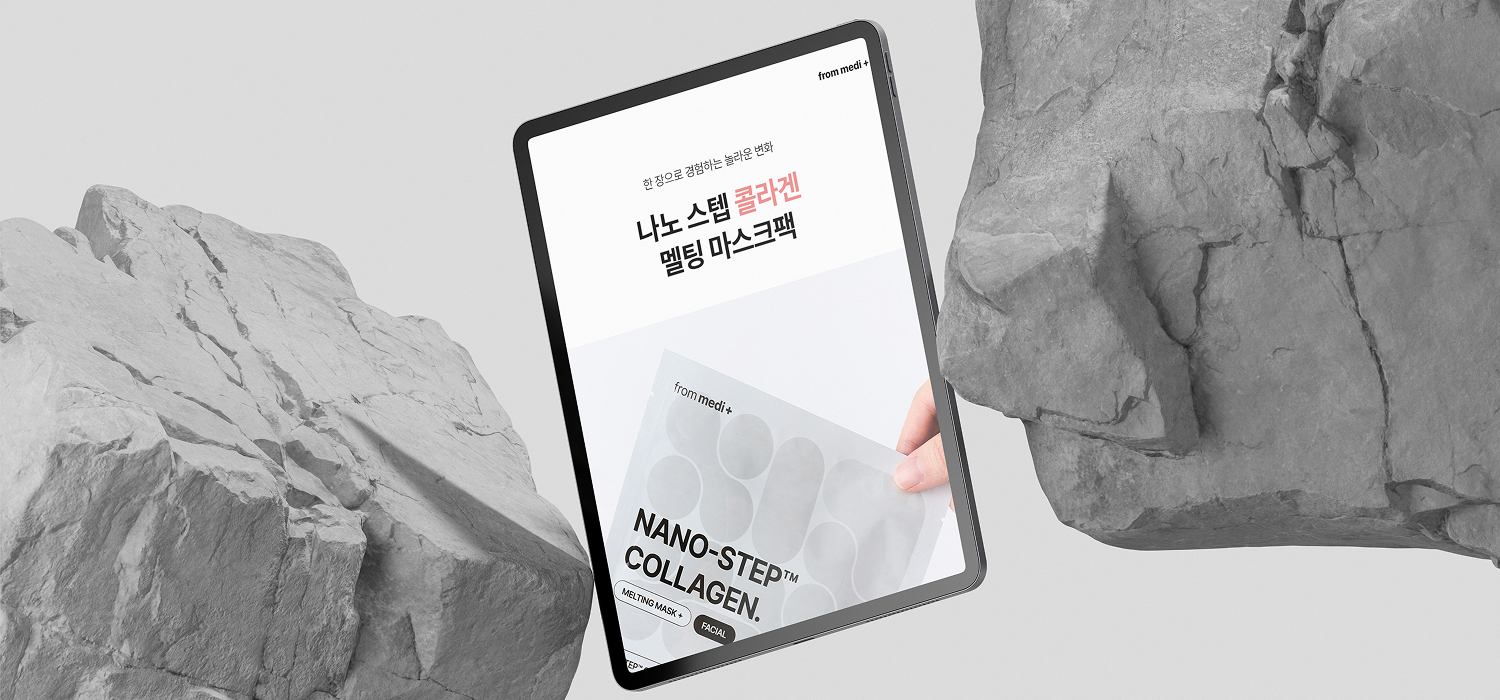 from medi +
한 장으로 경험하는 놀라운 변화
나노 스텝 콜라겐
멜팅 마스크팩
from medi +
NANO-STEP™
COLLAGEN.
MELTING MASK +
FACIAL